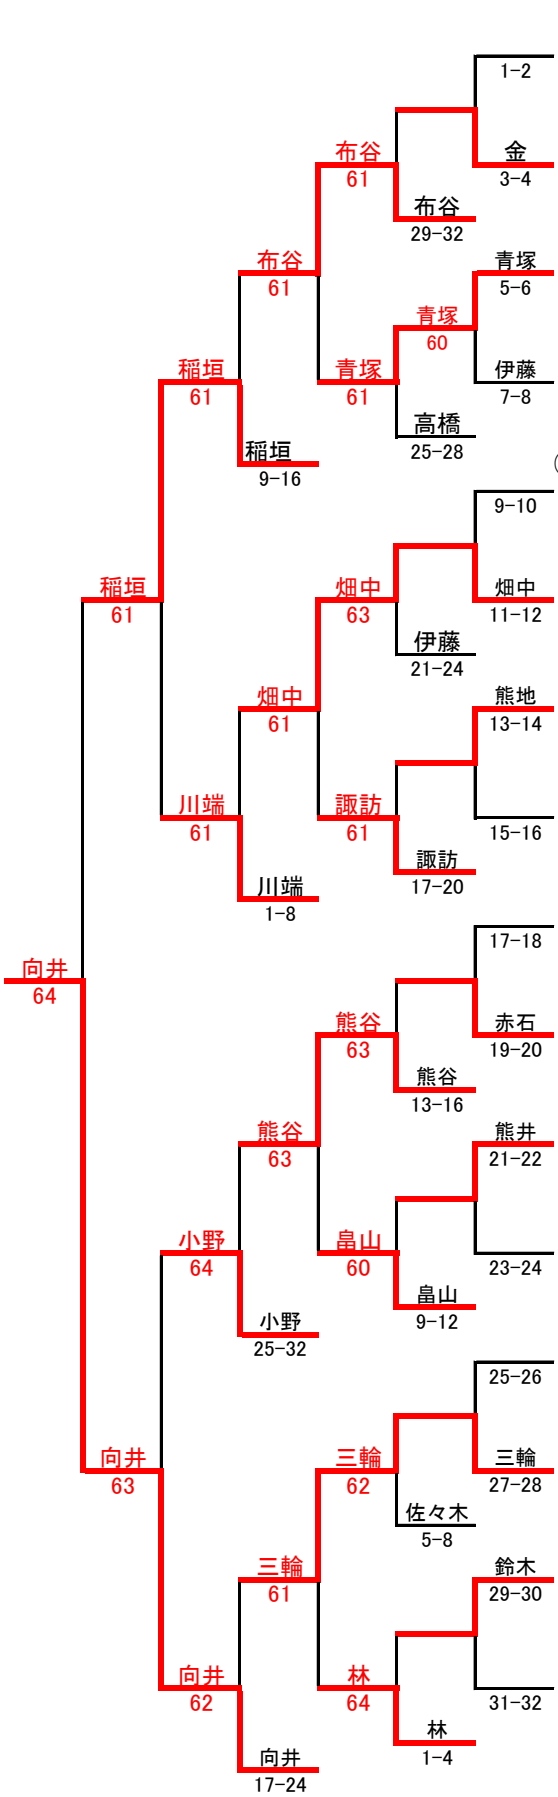 1-2
布谷
61
金
3-4
布谷
29-32
布谷
61
青塚
5-6
青塚
60
稲垣
61
青塚
61
伊藤
7-8
高橋
25-28
稲垣
9-16
(
9-10
稲垣
61
畑中
63
畑中
11-12
伊藤
21-24
畑中
61
熊地
13-14
川端
61
諏訪
61
15-16
諏訪
17-20
川端
1-8
17-18
向井
64
熊谷
63
赤石
19-20
熊谷
13-16
熊谷
63
熊井
21-22
小野
64
畠山
60
23-24
畠山
9-12
小野
25-32
25-26
向井
63
三輪
62
三輪
27-28
佐々木
5-8
三輪
61
鈴木
29-30
向井
62
林
64
31-32
林
1-4
向井
17-24